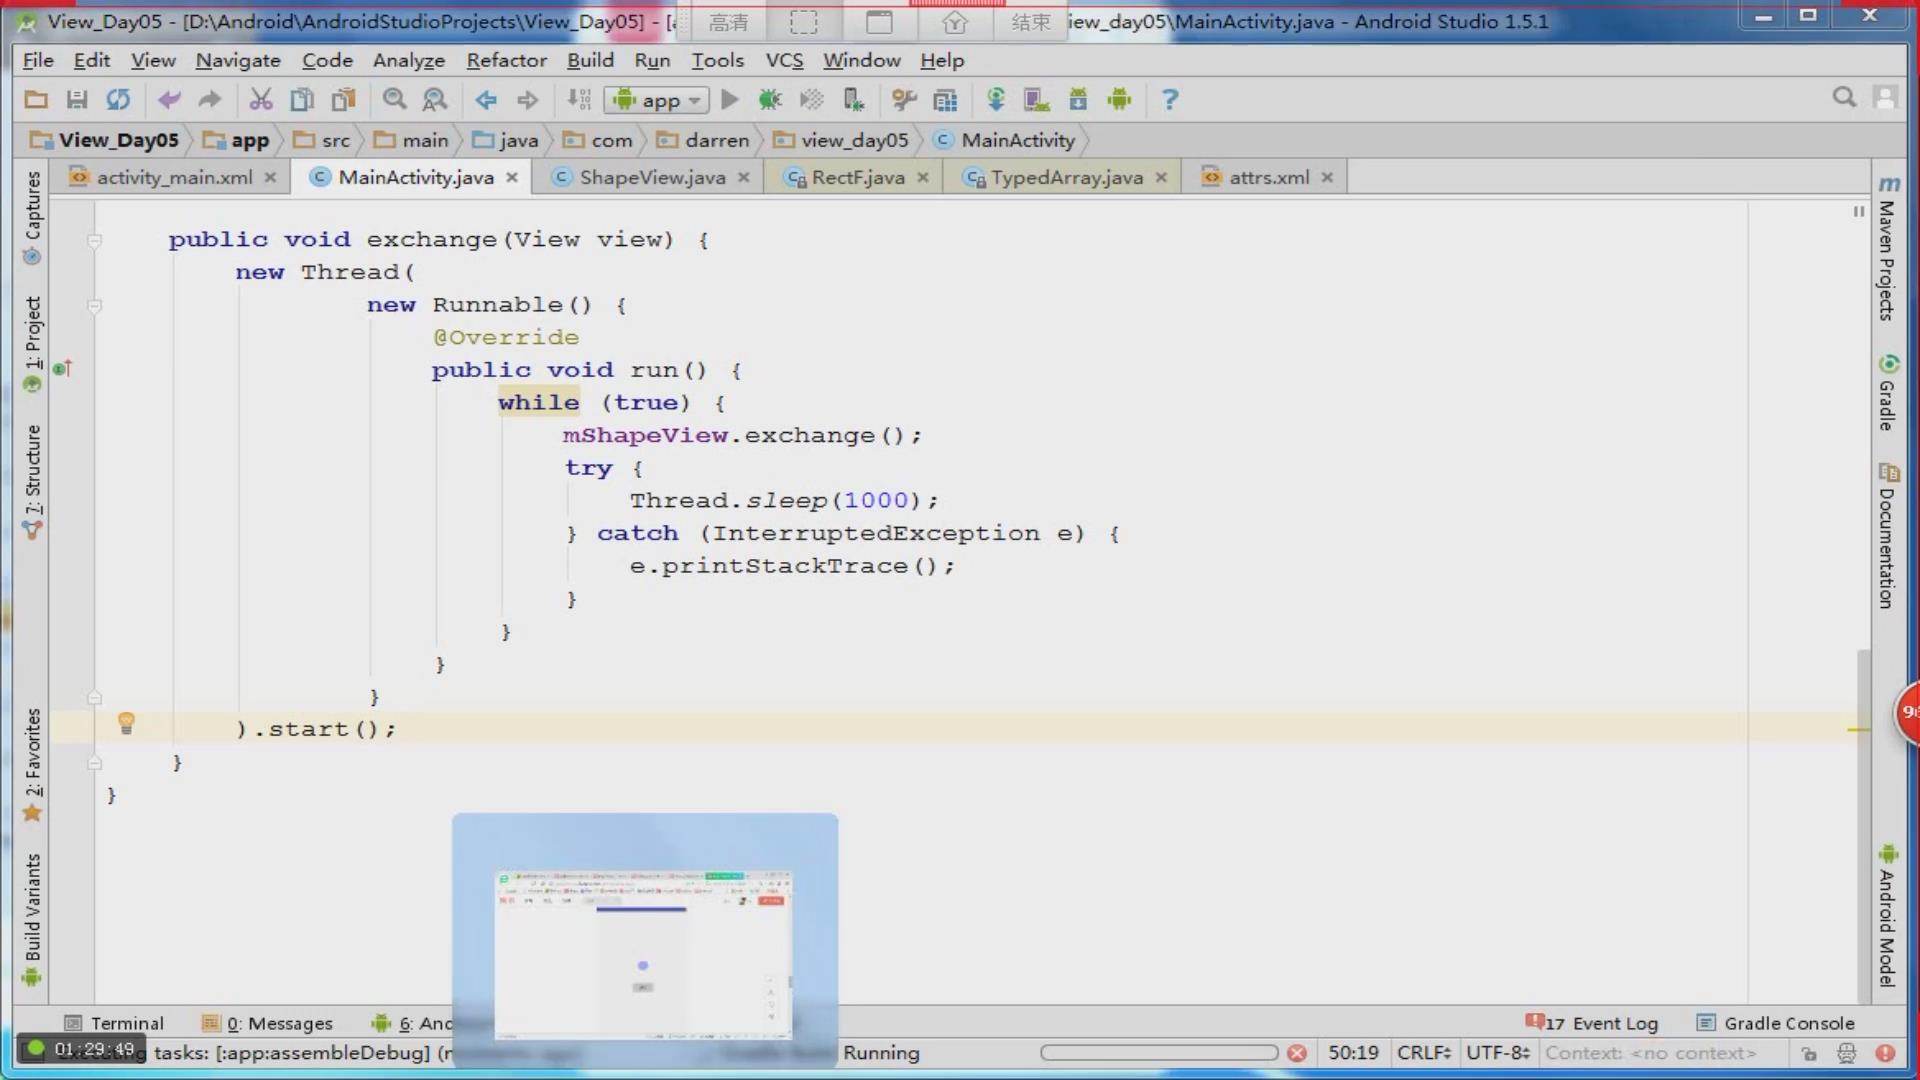 View_Day05 - [D:\Android\AndroidStudioProjects\View_Day05] - [
高清
结束
iew_day05\MainActivity.java - Android Studio 1.5.1
File Edit View Navigate Code Analyze Refactor Build Run Tools VCS Window Help
app
View_Day05 app src main java com darren view_day05 MainActivity
activity_main.xml MainActivity.java ShapeView.java RectF.java TypedArray.java attrs.xml
Captures
1: Project
7: Structure
2: Favorites
Build Variants
public void exchange(View view) {
new Thread(
new Runnable() {
@Override
public void run() {
while (true) {
mShapeView.exchange();
try {
Thread.sleep(1000);
} catch (InterruptedException e) {
e.printStackTrace();
}
}
}
}
).start();
}
}
Maven Projects
Gradle
Documentation
Android Model
Terminal 0: Messages 6: And
17 Event Log Gradle Console
01:29:49
tasks: [:app:assembleDebug]
Running
50:19 CRLF UTF-8 Context: <no context>